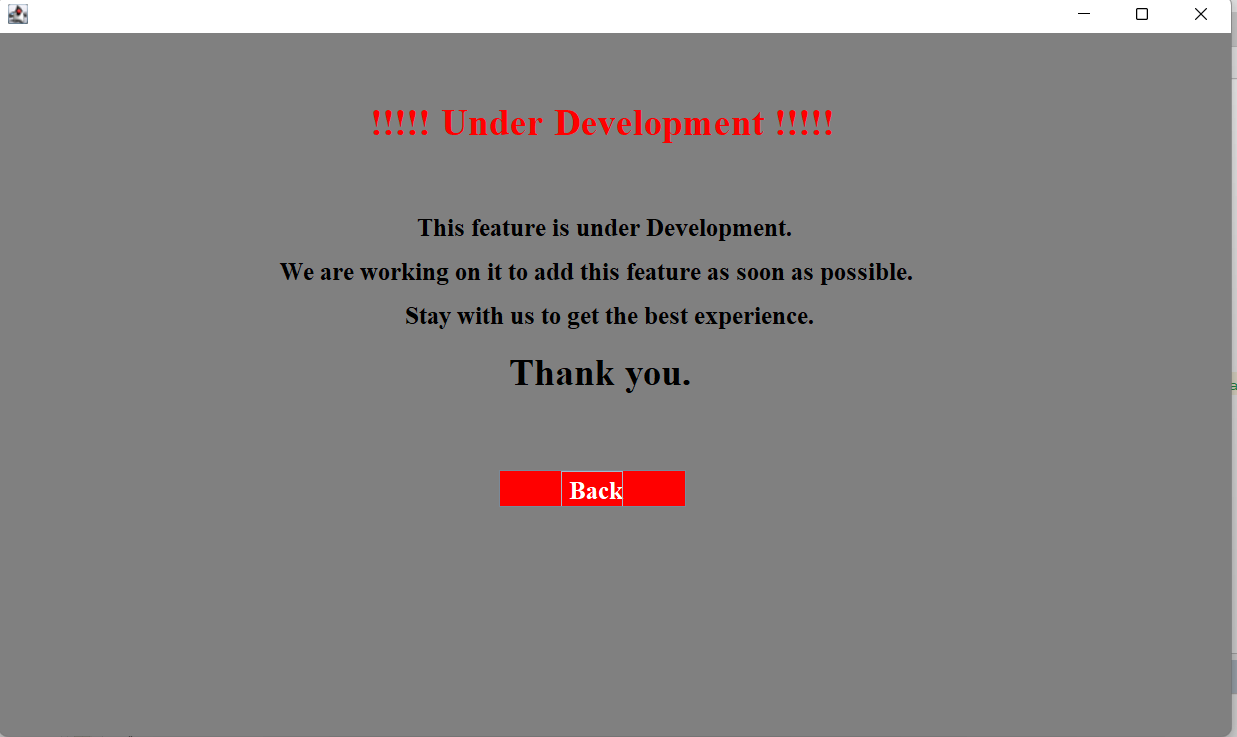 !!!!! Under Development !!!!!
This feature is under Development.
We are working on it to add this feature as soon as possible.
Stay with us to get the best experience.
Thank you.
Back